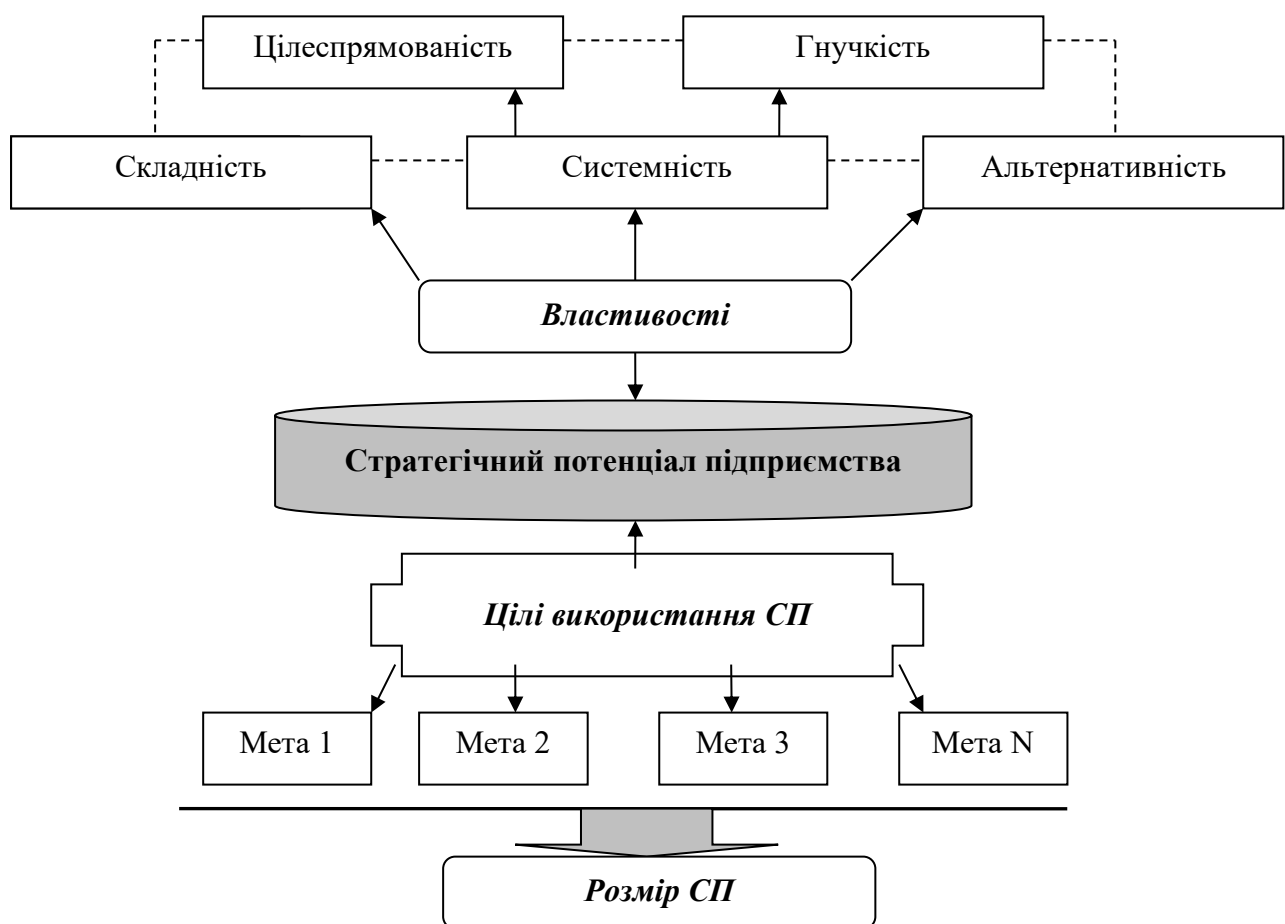 Цілеспрямованість
Гнучкість
Складність
Системність
Альтернативність
Властивості
Стратегічний потенціал підприємства
Цілі використання СП
Мета 1
Мета 2
Мета 3
Мета N
Розмір СП